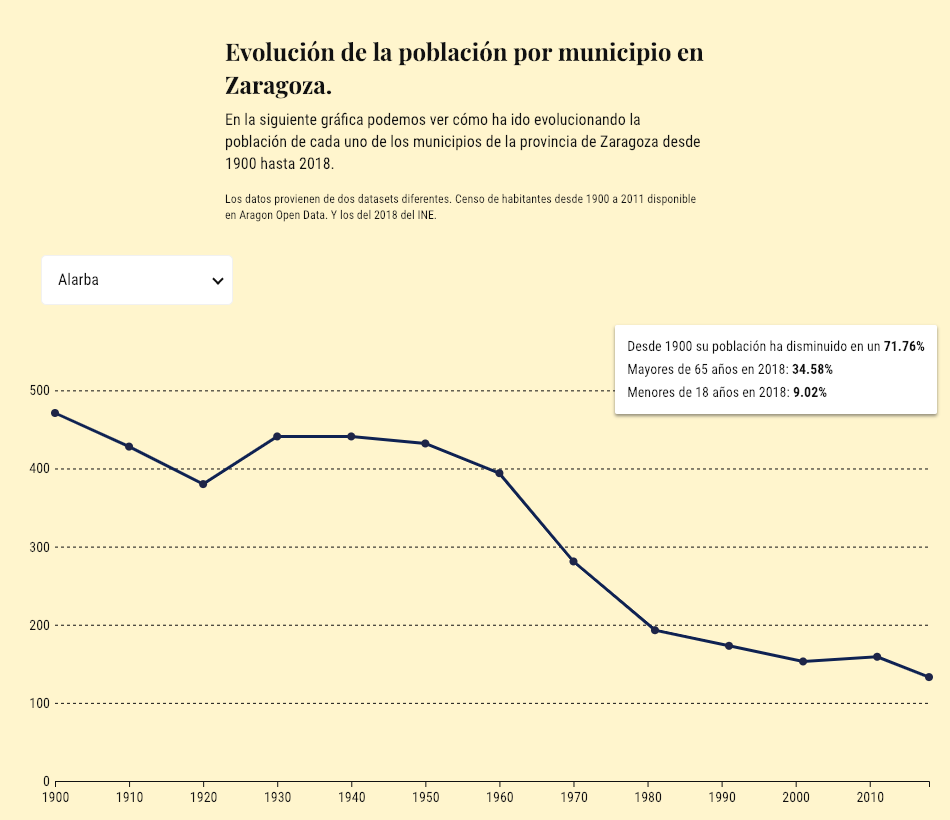 Evolución de la población por municipio en
Zaragoza.
En la siguiente gráfica podemos ver cómo ha ido evolucionando la
población de cada uno de los municipios de la provincia de Zaragoza desde
1900 hasta 2018.
Los datos provienen de dos datasets diferentes. Censo de habitantes desde 1900 a 2011 disponible
en Aragon Open Data. Y los del 2018 del INE.
Alarba
Desde 1900 su población ha disminuido en un 71.76%
Mayores de 65 años en 2018: 34.58%
Menores de 18 años en 2018: 9.02%
500
400
300
200
100
0
1900 1910 1920 1930 1940 1950 1960 1970 1980 1990 2000 2010